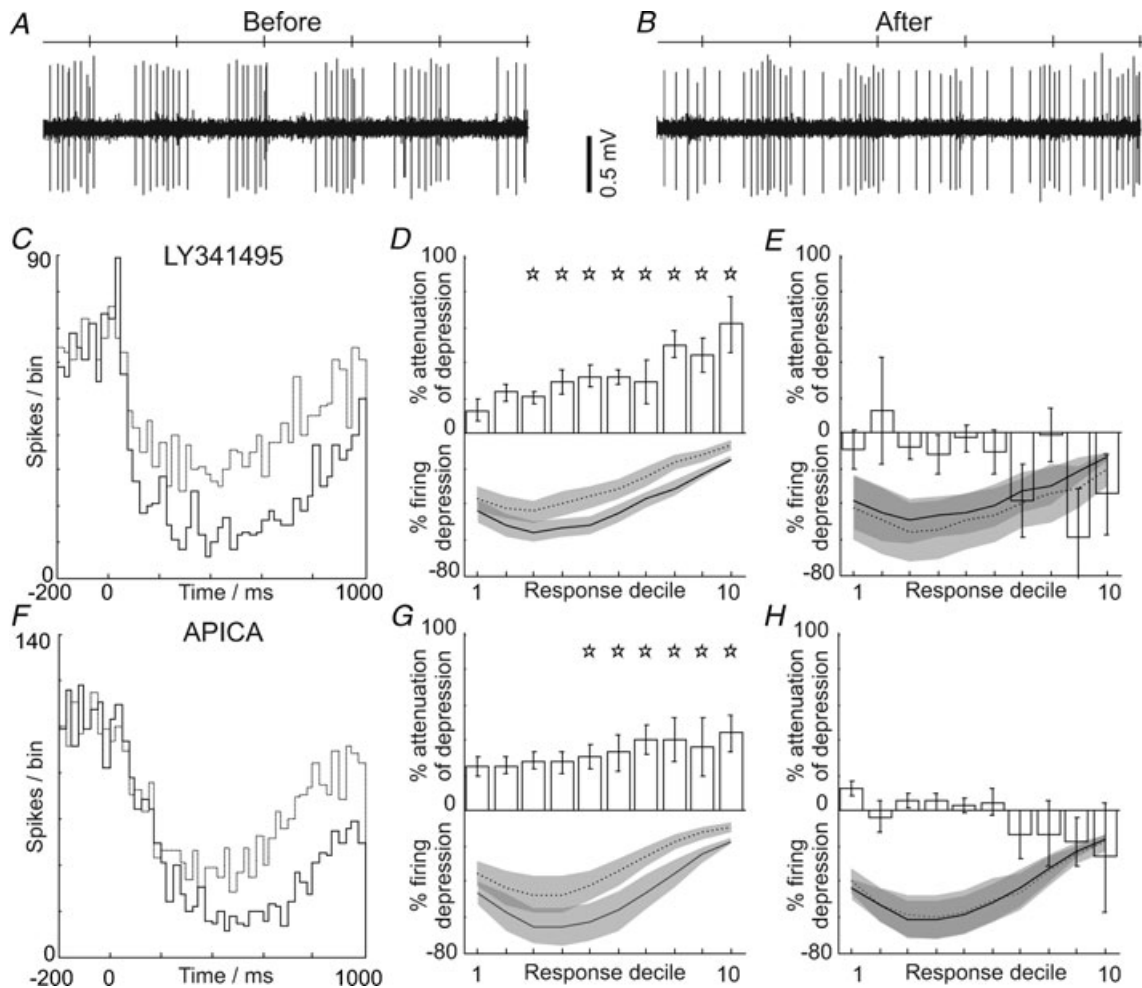 A Before
B After
0.5 mV
C LY341495
90
Spikes / bin
0
-200 0 Time / ms 1000
D
100
% attenuation
of depression
0
% firing
depression
-80
1 Response decile 10
E
100
% attenuation
of depression
0
% firing
depression
-80
1 Response decile 10
F APICA
140
Spikes / bin
0
-200 0 Time / ms 1000
G
100
% attenuation
of depression
0
% firing
depression
-80
1 Response decile 10
H
100
% attenuation
of depression
0
% firing
depression
-80
1 Response decile 10